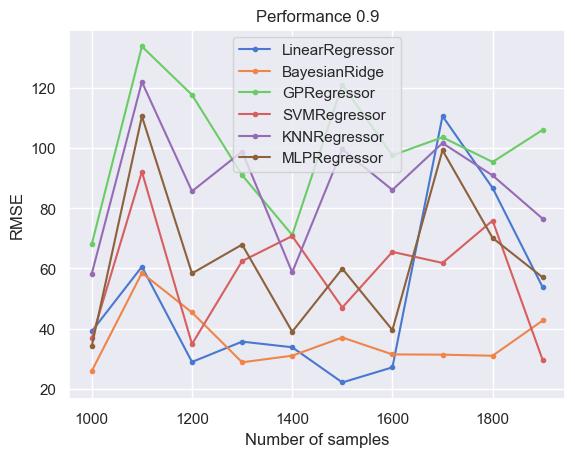 Performance 0.9
LinearRegressor
BayesianRidge
GPRegressor
SVMRegressor
KNNRegressor
MLPRegressor
120
100
80
60
40
20
RMSE
1000
1200
1400
1600
1800
Number of samples